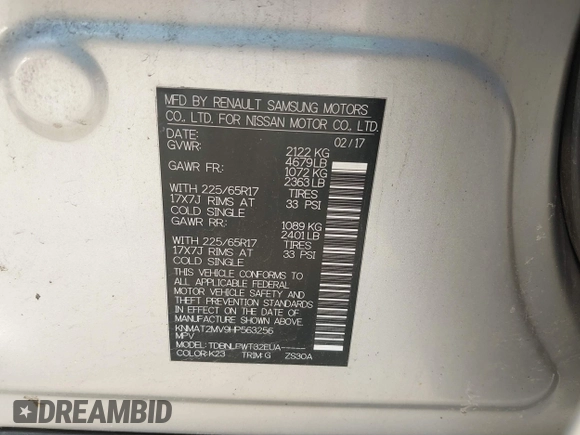 MFD BY RENAULT SAMSUNG MOTORS
CO., LTD. FOR NISSAN MOTOR CO., LTD.
DATE: 02/17
GVWR: 2122 KG
4679LB
GAWR FR: 1072 KG
2363 LB
WITH 225/65R17 TIRES
17X7J RIMS AT 33 PSI
COLD SINGLE
GAWR RR: 1089 KG
2401 LB
WITH 225/65R17 TIRES
17X7J RIMS AT 33 PSI
COLD SINGLE
THIS VEHICLE CONFORMS TO
ALL APPLICABLE FEDERAL
MOTOR VEHICLE SAFETY AND
THEFT PREVENTION STANDARDS
IN EFFECT ON THE DATE OF
MANUFACTURE SHOWN ABOVE.
KNMAT2MV9HP563256
MPV
MODEL: TDBNLPWT32EUA-----
COLOR:K23 TRIM:G ZS30A
DREAMBID